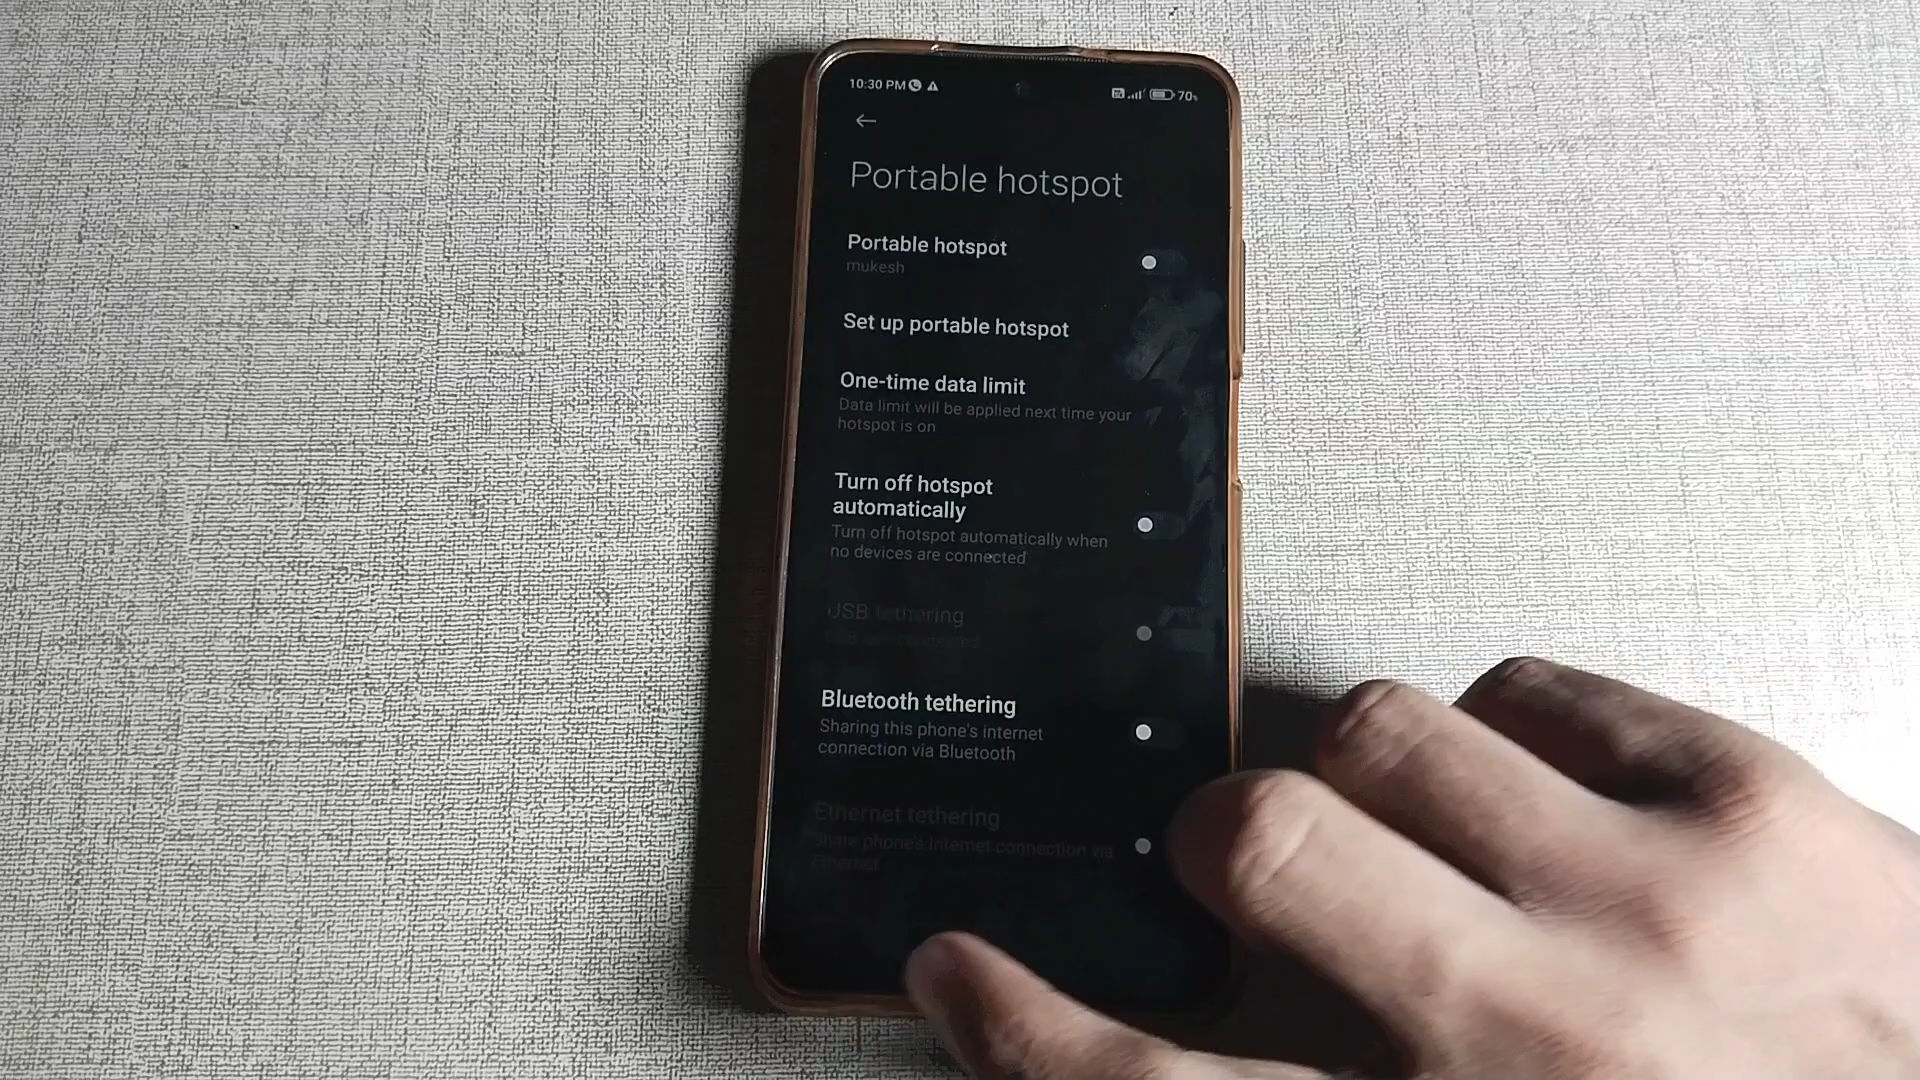 10:30 PM
70%
Portable hotspot
Portable hotspot
mukesh
Set up portable hotspot
One-time data limit
Data limit will be applied next time your
hotspot is on
Turn off hotspot
automatically
Turn off hotspot automatically when
no devices are connected
USB tethering
Bluetooth tethering
Sharing this phone's internet
connection via Bluetooth
Ethernet tethering
Share phone's internet connection via
Ethernet